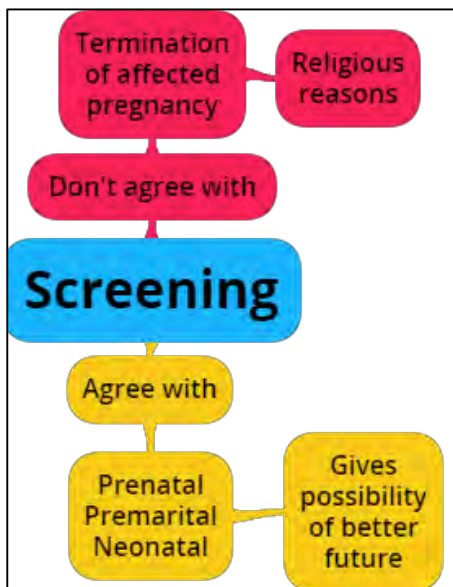 Termination
of affected
pregnancy
Religious
reasons
Don't agree with
Screening
Agree with
Prenatal
Premarital
Neonatal
Gives
possibility
of better
future